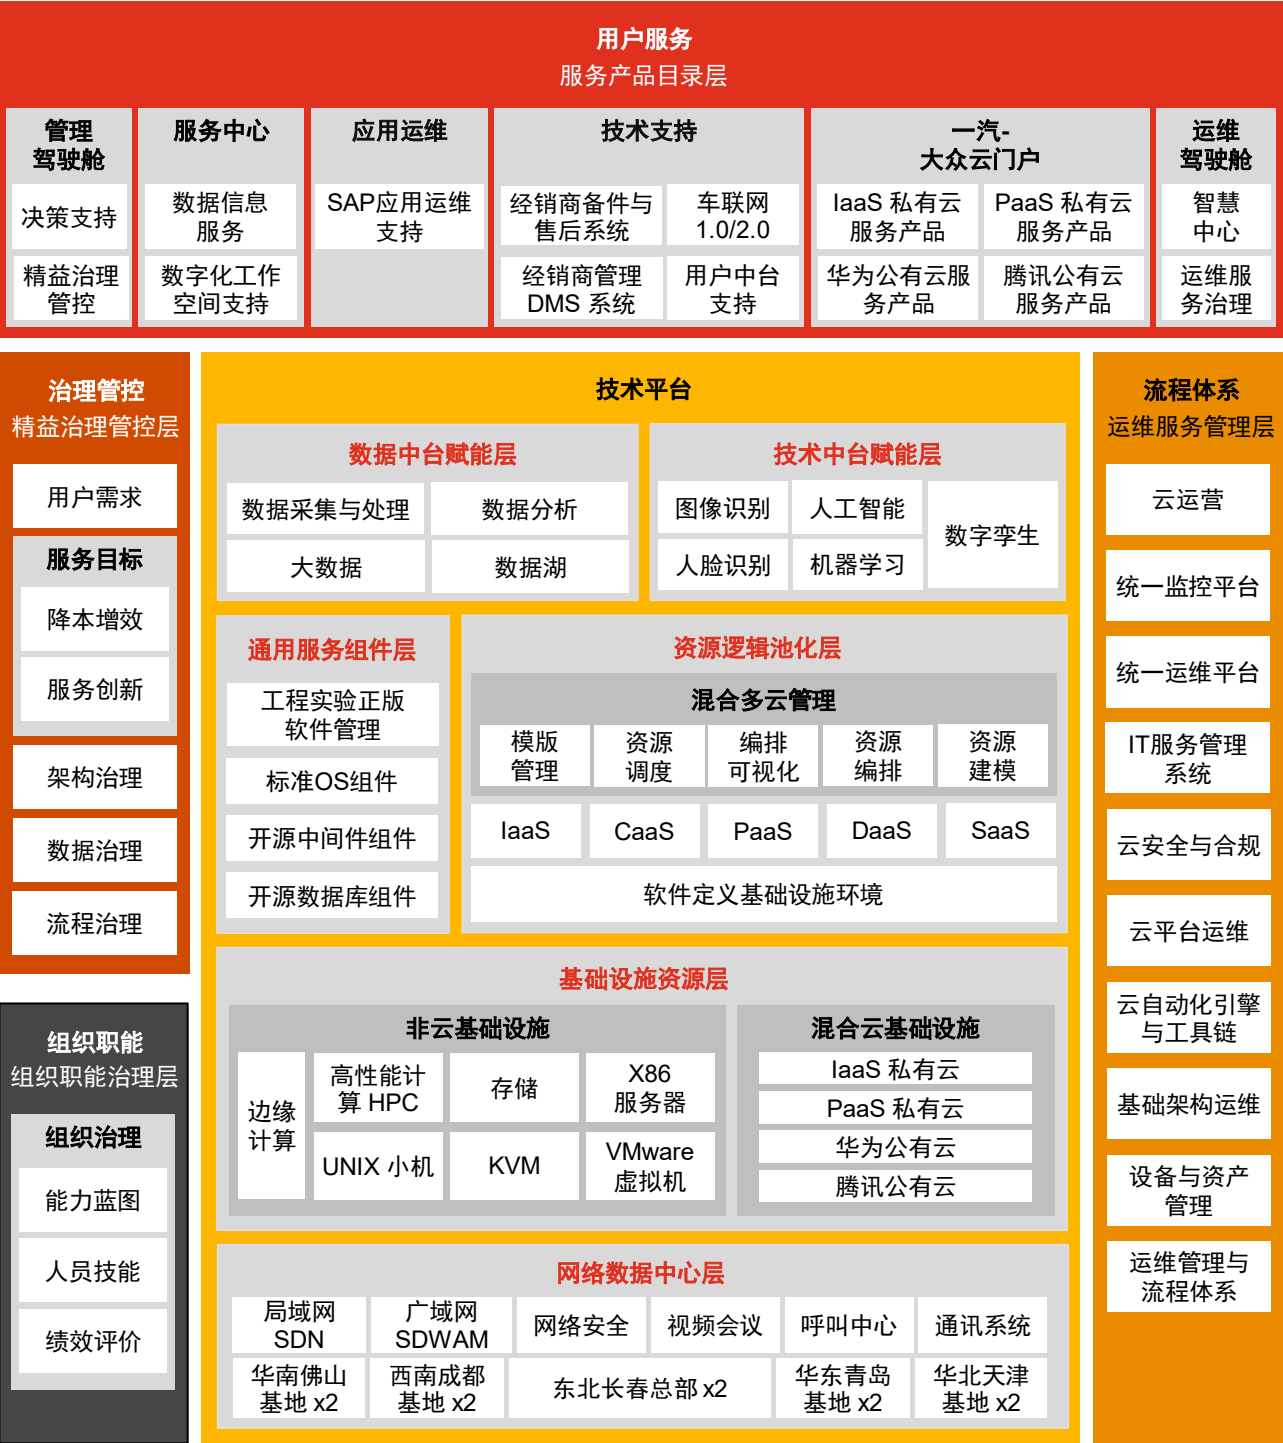 用户服务
服务产品目录层
管理
驾驶舱
决策支持
精益治理
管控
服务中心
数据信息
服务
数字化工作
空间支持
应用运维
SAP应用运维
支持
技术支持
经销商备件与
售后系统
车联网
1.0/2.0
经销商管理
DMS 系统
用户中台
支持
一汽-
大众云门户
IaaS 私有云
服务产品
PaaS 私有云
服务产品
华为公有云服
务产品
腾讯公有云
服务产品
运维
驾驶舱
智慧
中心
运维服
务治理
治理管控
精益治理管控层
用户需求
服务目标
降本增效
服务创新
架构治理
数据治理
流程治理
组织职能
组织职能治理层
组织治理
能力蓝图
人员技能
绩效评价
技术平台
数据中台赋能层
数据采集与处理
数据分析
大数据
数据湖
技术中台赋能层
图像识别
人工智能
数字孪生
人脸识别
机器学习
通用服务组件层
工程实验正版
软件管理
标准OS组件
开源中间件组件
开源数据库组件
资源逻辑池化层
混合多云管理
模版
管理
资源
调度
编排
可视化
资源
编排
资源
建模
IaaS
CaaS
PaaS
DaaS
SaaS
软件定义基础设施环境
基础设施资源层
非云基础设施
边缘
计算
高性能计
算 HPC
存储
X86
服务器
UNIX 小机
KVM
VMware
虚拟机
混合云基础设施
IaaS 私有云
PaaS 私有云
华为公有云
腾讯公有云
网络数据中心层
局域网
SDN
广域网
SDWAM
网络安全
视频会议
呼叫中心
通讯系统
华南佛山
基地 x2
西南成都
基地 x2
东北长春总部 x2
华东青岛
基地 x2
华北天津
基地 x2
流程体系
运维服务管理层
云运营
统一监控平台
统一运维平台
IT服务管理
系统
云安全与合规
云平台运维
云自动化引擎
与工具链
基础架构运维
设备与资产
管理
运维管理与
流程体系